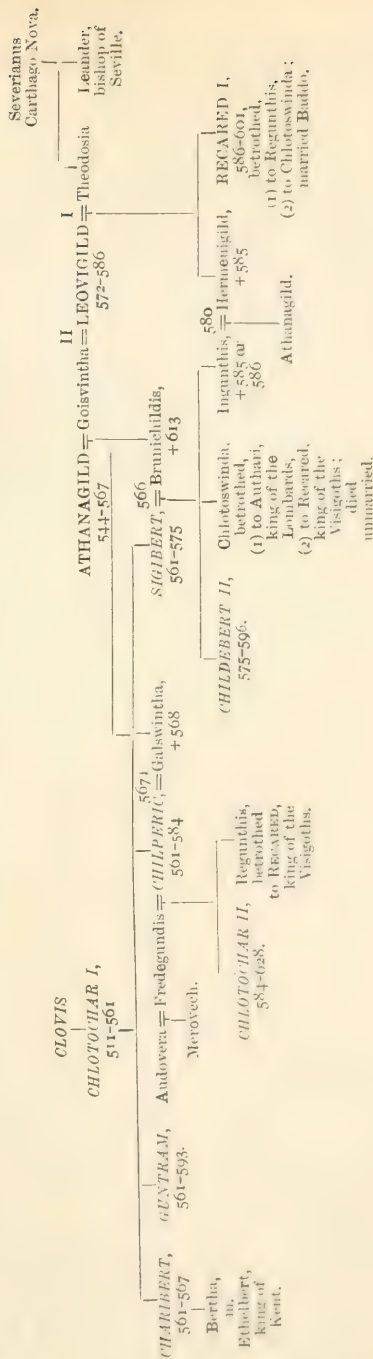 CLOVIS
CHLOTOCHAR I,
511–561
CHARIBERT,
561–567
Bertha,
m.
Ethelbert,
king of
Kent.
GUNTRAM,
561–593.
Audovera = Fredegundis = CHILPERIC, = Galswintha,
567
561–584
+568
Merovech.
CHLOTOCHAR II,
584–628.
Regunthis,
betrothed
to RECARED,
king of the
Visigoths.
ATHANAGILD = Goisvintha = LEOVIGILD = Theodosia
II
I
544–567
572–586
Severianus
Carthago Nova.
Leander,
bishop of
Seville.
566
SIGIBERT, = Brunichildis,
561–575
+613
CHILDEBERT II,
575–596.
Chlotoswinda,
betrothed,
(1) to Authari,
king of the
Lombards,
(2) to Recared,
king of the
Visigoths;
died
unmarried.
580
Ingunthis, = Hermenigild,
+585 or
586
+585
Athanagild.
RECARED I,
586–601,
betrothed,
(1) to Regunthis,
(2) to Chlotoswinda;
married Baddo.